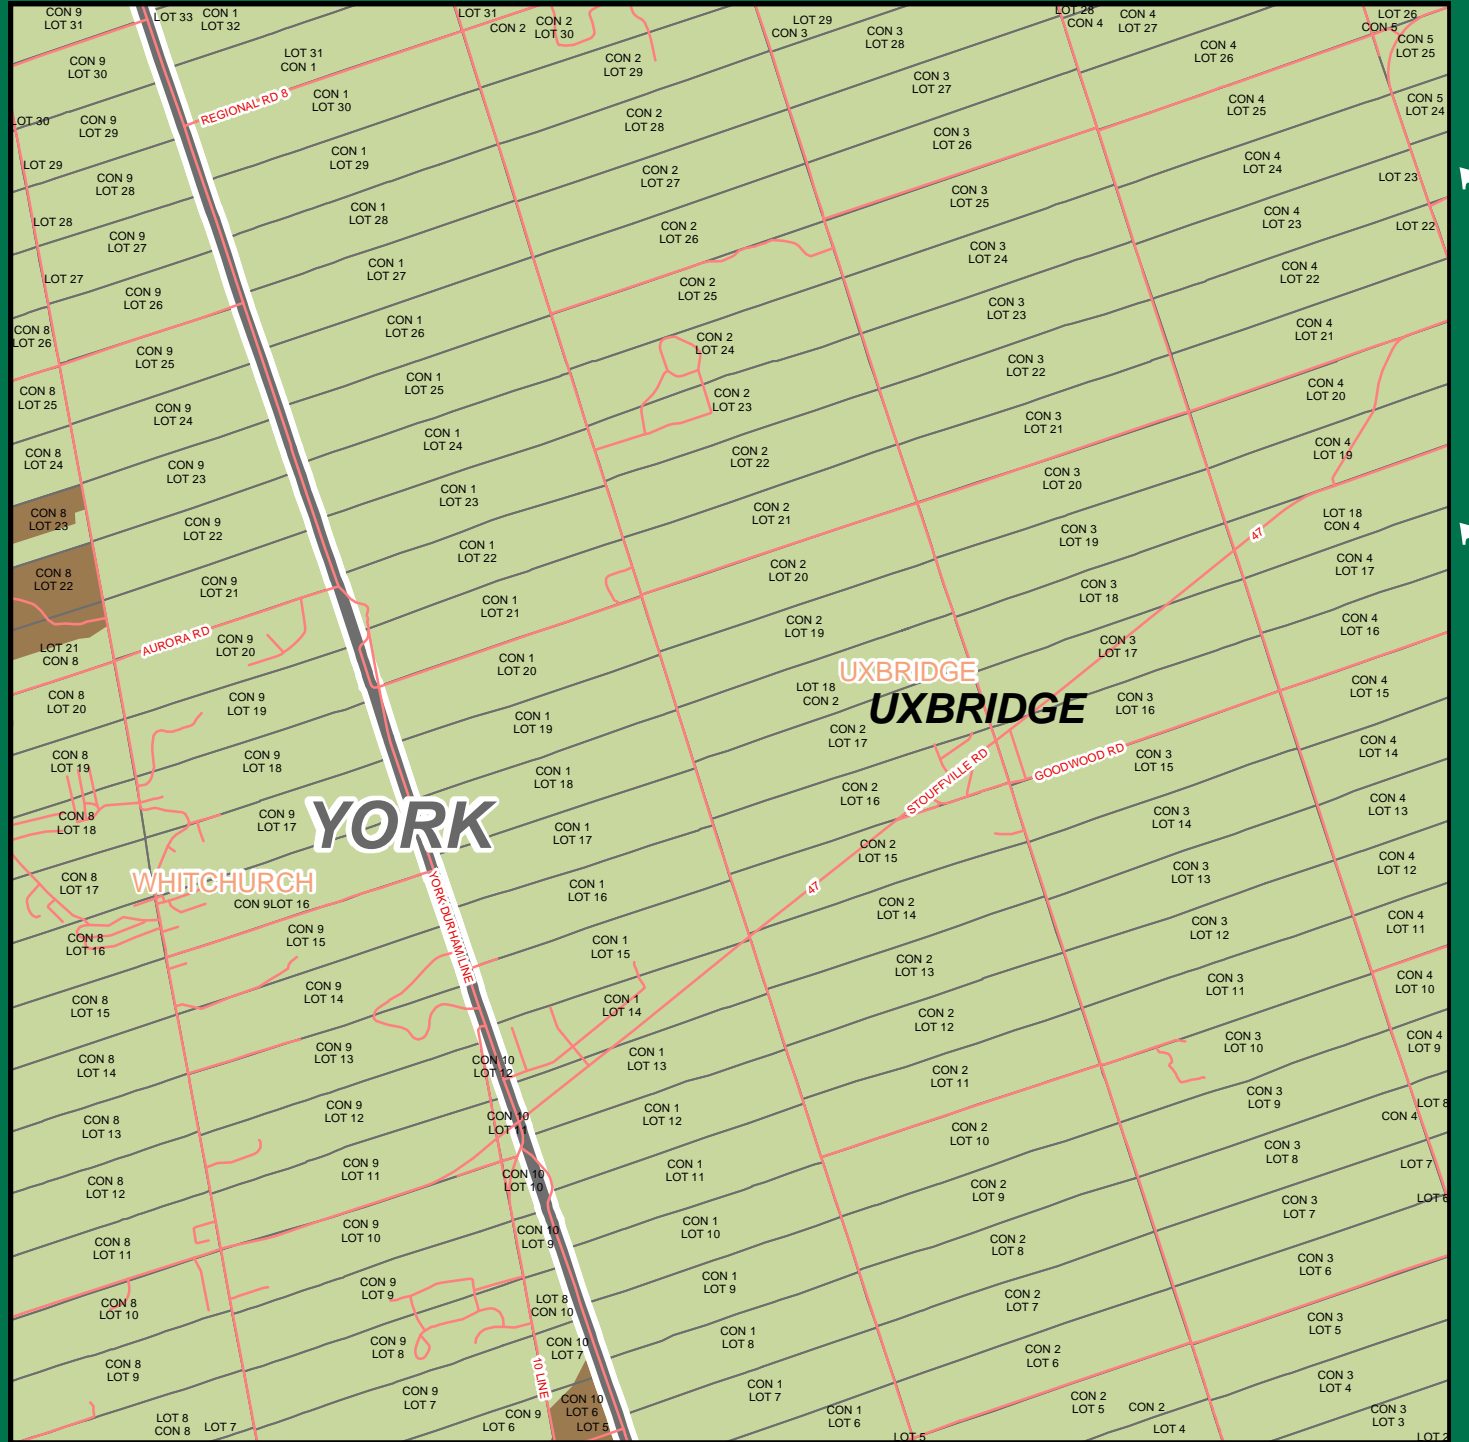 CON 9
LOT 31
LOT 33
CON 1
LOT 32
LOT 31
CON 2
CON 2
LOT 30
LOT 29
CON 3
CON 3
LOT 28
LOT 28
CON 4
CON 4
LOT 27
LOT 26
CON 5
CON 5
LOT 25
CON 9
LOT 30
LOT 31
CON 1
CON 2
LOT 29
CON 3
LOT 27
CON 4
LOT 26
REGIONAL RD 8
CON 1
LOT 30
CON 4
LOT 25
CON 5
LOT 24
LOT 30
CON 9
LOT 29
CON 2
LOT 28
CON 3
LOT 26
LOT 29
CON 1
LOT 29
CON 4
LOT 24
CON 9
LOT 28
CON 2
LOT 27
LOT 23
CON 3
LOT 25
LOT 28
CON 1
LOT 28
CON 4
LOT 23
LOT 22
CON 9
LOT 27
CON 2
LOT 26
CON 3
LOT 24
LOT 27
CON 1
LOT 27
CON 4
LOT 22
CON 9
LOT 26
CON 2
LOT 25
CON 3
LOT 23
CON 8
LOT 26
CON 1
LOT 26
CON 4
LOT 21
CON 9
LOT 25
CON 2
LOT 24
CON 3
LOT 22
CON 8
LOT 25
CON 1
LOT 25
CON 2
LOT 23
CON 4
LOT 20
CON 9
LOT 24
CON 3
LOT 21
CON 8
LOT 24
CON 1
LOT 24
CON 4
LOT 19
CON 9
LOT 23
CON 2
LOT 22
CON 3
LOT 20
CON 8
LOT 23
CON 1
LOT 23
CON 2
LOT 21
LOT 18
CON 4
CON 9
LOT 22
CON 3
LOT 19
47
CON 8
LOT 22
CON 1
LOT 22
CON 2
LOT 20
CON 4
LOT 17
CON 9
LOT 21
CON 3
LOT 18
CON 1
LOT 21
CON 4
LOT 16
AURORA RD
CON 9
LOT 20
CON 2
LOT 19
CON 3
LOT 17
LOT 21
CON 8
CON 1
LOT 20
UXBRIDGE
CON 8
LOT 20
CON 9
LOT 19
LOT 18
CON 2
UXBRIDGE
CON 3
LOT 16
CON 4
LOT 15
CON 1
LOT 19
CON 2
LOT 17
CON 4
LOT 14
CON 8
LOT 19
CON 9
LOT 18
GOODWOOD RD
CON 3
LOT 15
STOUFFVILLE RD
CON 1
LOT 18
CON 2
LOT 16
CON 4
LOT 13
CON 8
LOT 18
CON 9
LOT 17
YORK
CON 1
LOT 17
CON 3
LOT 14
CON 2
LOT 15
CON 4
LOT 12
CON 8
LOT 17
WHITCHURCH
CON 9LOT 16
CON 1
LOT 16
47
CON 3
LOT 13
YORK DURHAM LINE
CON 2
LOT 14
CON 4
LOT 11
CON 8
LOT 16
CON 9
LOT 15
CON 1
LOT 15
CON 3
LOT 12
CON 2
LOT 13
CON 4
LOT 10
CON 8
LOT 15
CON 9
LOT 14
CON 1
LOT 14
CON 3
LOT 11
CON 2
LOT 12
CON 4
LOT 9
CON 8
LOT 14
CON 9
LOT 13
CON 10
LOT 12
CON 1
LOT 13
CON 3
LOT 10
CON 2
LOT 11
CON 3
LOT 9
LOT 8
CON 4
CON 8
LOT 13
CON 9
LOT 12
CON 10
LOT 11
CON 1
LOT 12
CON 2
LOT 10
CON 3
LOT 8
LOT 7
CON 8
LOT 12
CON 9
LOT 11
CON 10
LOT 10
CON 1
LOT 11
CON 2
LOT 9
CON 3
LOT 7
LOT 6
CON 8
LOT 11
CON 9
LOT 10
CON 10
LOT 9
CON 1
LOT 10
CON 2
LOT 8
CON 3
LOT 6
CON 8
LOT 10
CON 9
LOT 9
LOT 8
CON 10
CON 1
LOT 9
CON 2
LOT 7
CON 3
LOT 5
CON 8
LOT 9
CON 9
LOT 8
CON 10
LOT 7
CON 1
LOT 8
CON 2
LOT 6
CON 3
LOT 4
10 LINE
CON 9
LOT 7
CON 10
LOT 6
CON 1
LOT 7
CON 2
LOT 5
CON 2
LOT 4
CON 3
LOT 3
LOT 8
CON 8
LOT 7
CON 9
LOT 6
LOT 5
CON 1
LOT 6
LOT 5
LOT 2